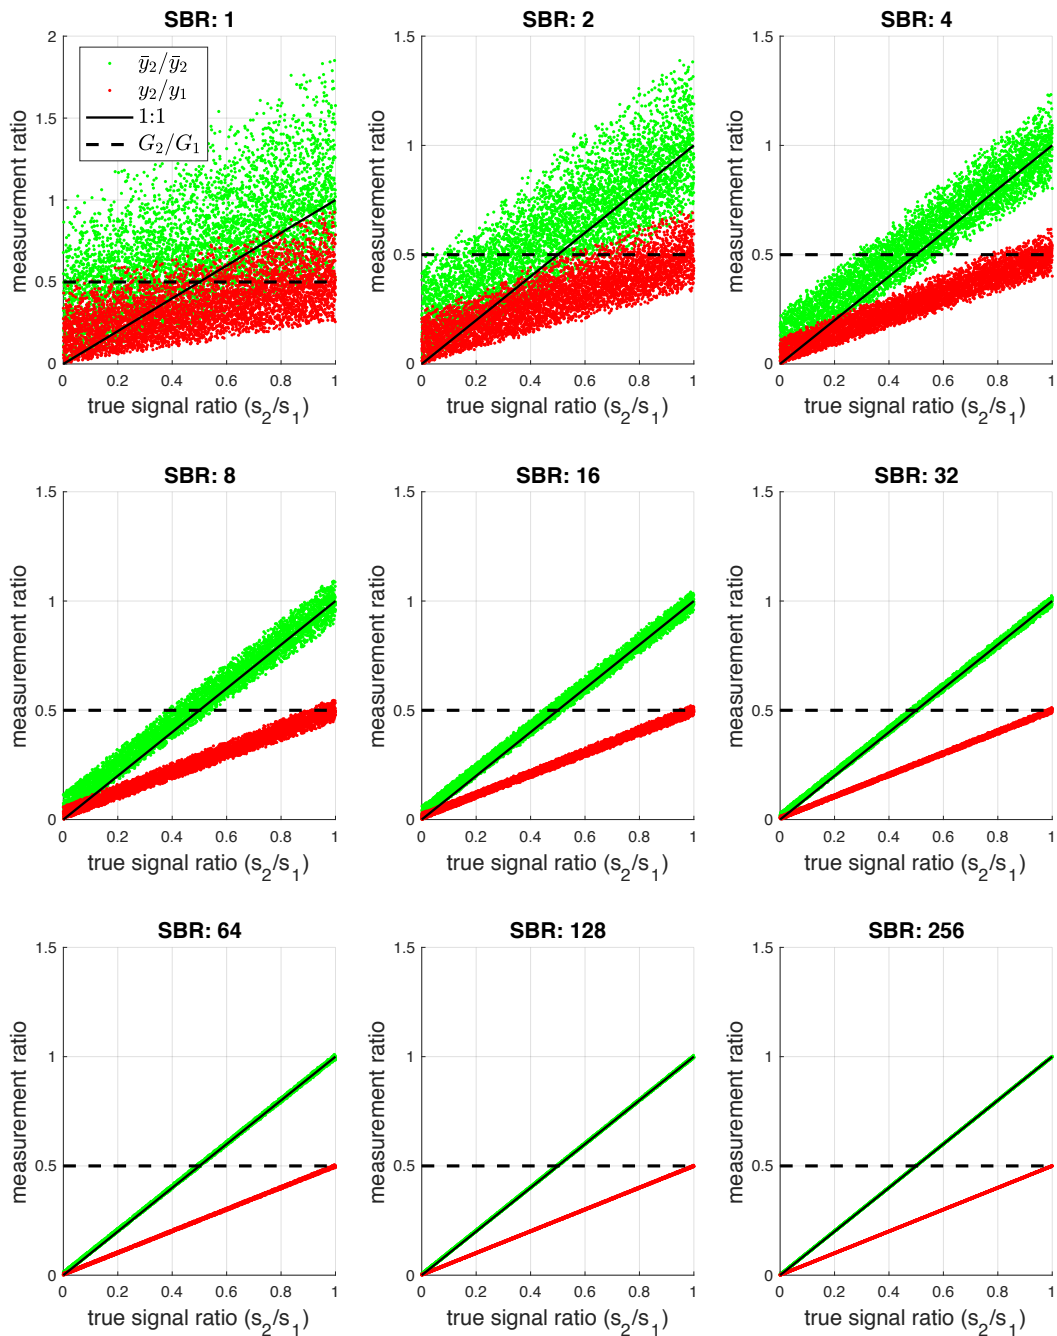 SBR: 1
2
1.5
1
0.5
0
measurement ratio
ȳ₂/ȳ₂
y₂/y₁
1:1
G₂/G₁
0 0.2 0.4 0.6 0.8 1
true signal ratio (s₂/s₁)
SBR: 2
1.5
1
0.5
0
measurement ratio
0 0.2 0.4 0.6 0.8 1
true signal ratio (s₂/s₁)
SBR: 4
1.5
1
0.5
0
measurement ratio
0 0.2 0.4 0.6 0.8 1
true signal ratio (s₂/s₁)
SBR: 8
1.5
1
0.5
0
measurement ratio
0 0.2 0.4 0.6 0.8 1
true signal ratio (s₂/s₁)
SBR: 16
1.5
1
0.5
0
measurement ratio
0 0.2 0.4 0.6 0.8 1
true signal ratio (s₂/s₁)
SBR: 32
1.5
1
0.5
0
measurement ratio
0 0.2 0.4 0.6 0.8 1
true signal ratio (s₂/s₁)
SBR: 64
1.5
1
0.5
0
measurement ratio
0 0.2 0.4 0.6 0.8 1
true signal ratio (s₂/s₁)
SBR: 128
1.5
1
0.5
0
measurement ratio
0 0.2 0.4 0.6 0.8 1
true signal ratio (s₂/s₁)
SBR: 256
1.5
1
0.5
0
measurement ratio
0 0.2 0.4 0.6 0.8 1
true signal ratio (s₂/s₁)